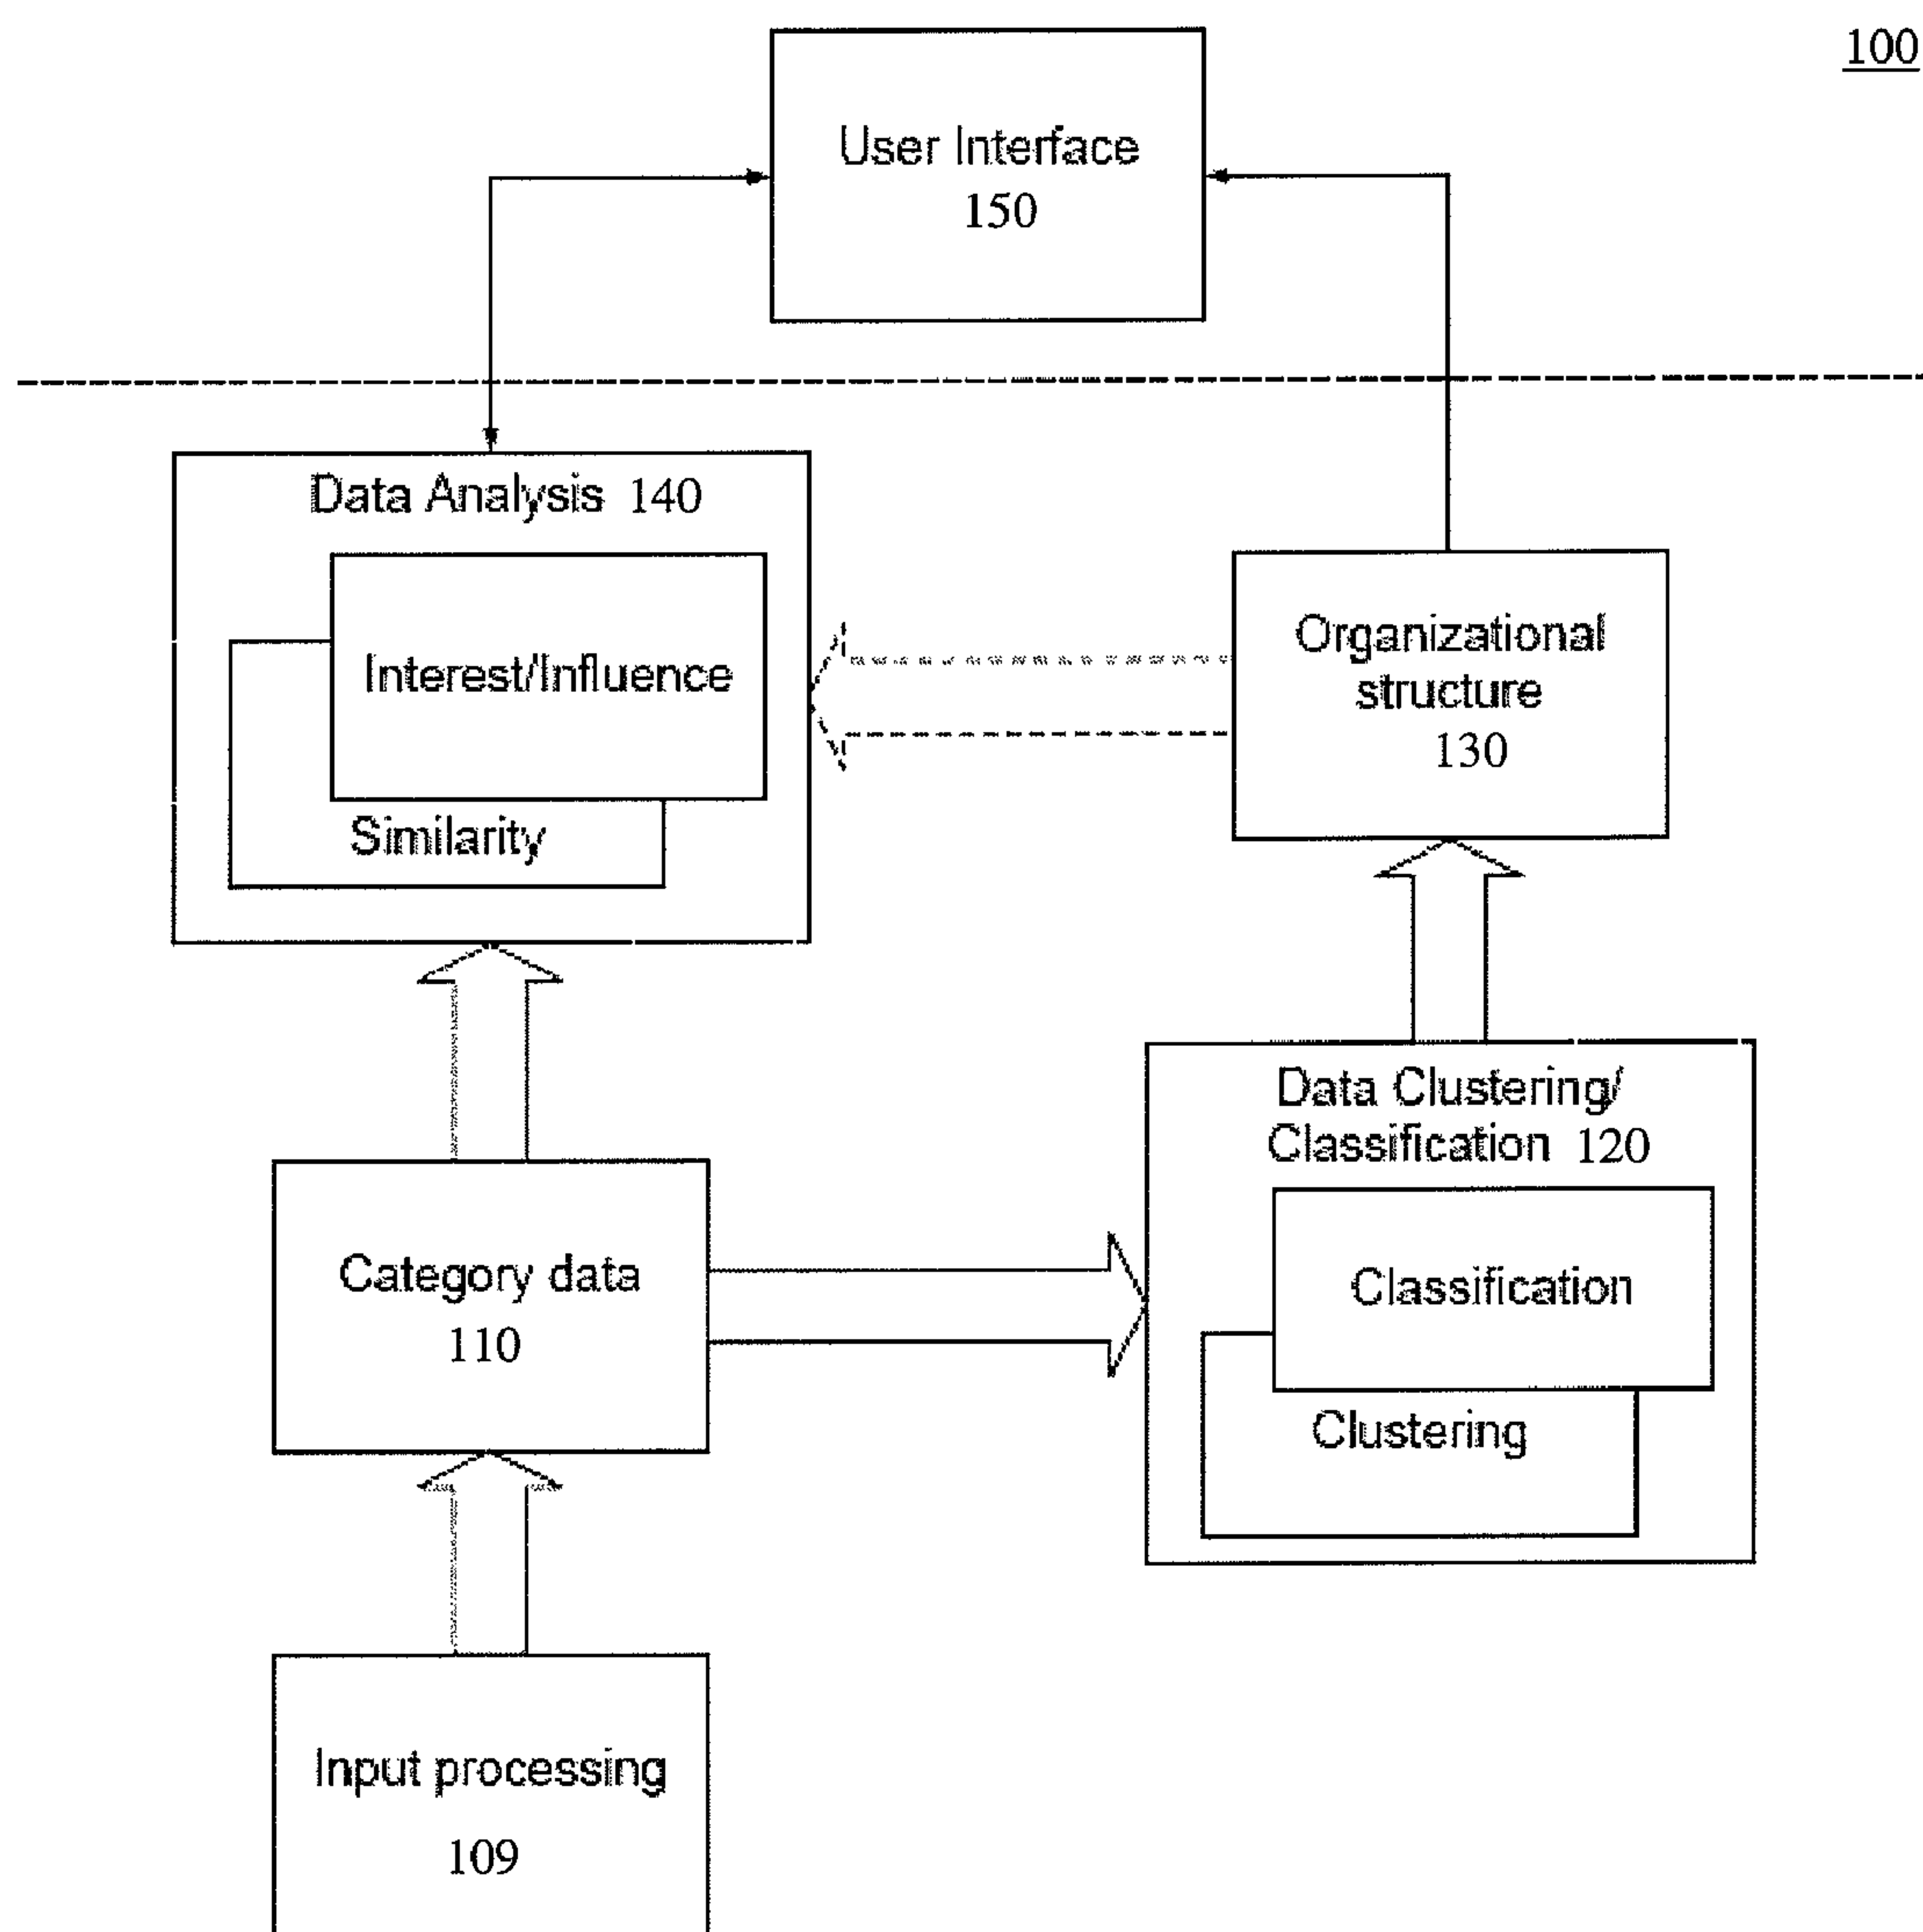 100
User Interface
150
Data Analysis 140
Interest/Influence
Similarity
Organizational
structure
130
Data Clustering/
Classification 120
Classification
Clustering
Category data
110
Input processing
109